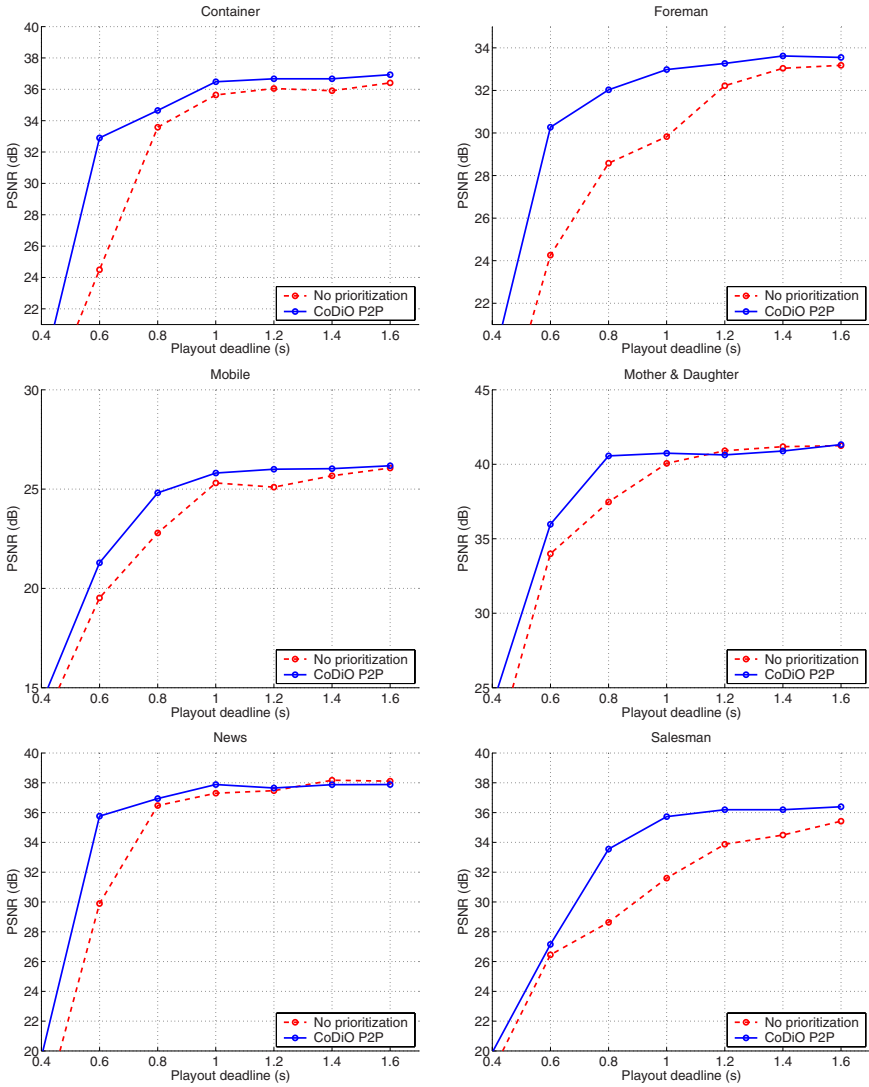 Container
40
38
36
34
32
30
28
26
24
22
PSNR (dB)
0.4 0.6 0.8 1 1.2 1.4 1.6
Playout deadline (s)
No prioritization
CoDiO P2P
Foreman
34
32
30
28
26
24
22
PSNR (dB)
0.4 0.6 0.8 1 1.2 1.4 1.6
Playout deadline (s)
No prioritization
CoDiO P2P
Mobile
30
25
20
15
PSNR (dB)
0.4 0.6 0.8 1 1.2 1.4 1.6
Playout deadline (s)
No prioritization
CoDiO P2P
Mother & Daughter
45
40
35
30
25
PSNR (dB)
0.4 0.6 0.8 1 1.2 1.4 1.6
Playout deadline (s)
No prioritization
CoDiO P2P
News
40
38
36
34
32
30
28
26
24
22
20
PSNR (dB)
0.4 0.6 0.8 1 1.2 1.4 1.6
Playout deadline (s)
No prioritization
CoDiO P2P
Salesman
40
38
36
34
32
30
28
26
24
22
20
PSNR (dB)
0.4 0.6 0.8 1 1.2 1.4 1.6
Playout deadline (s)
No prioritization
CoDiO P2P